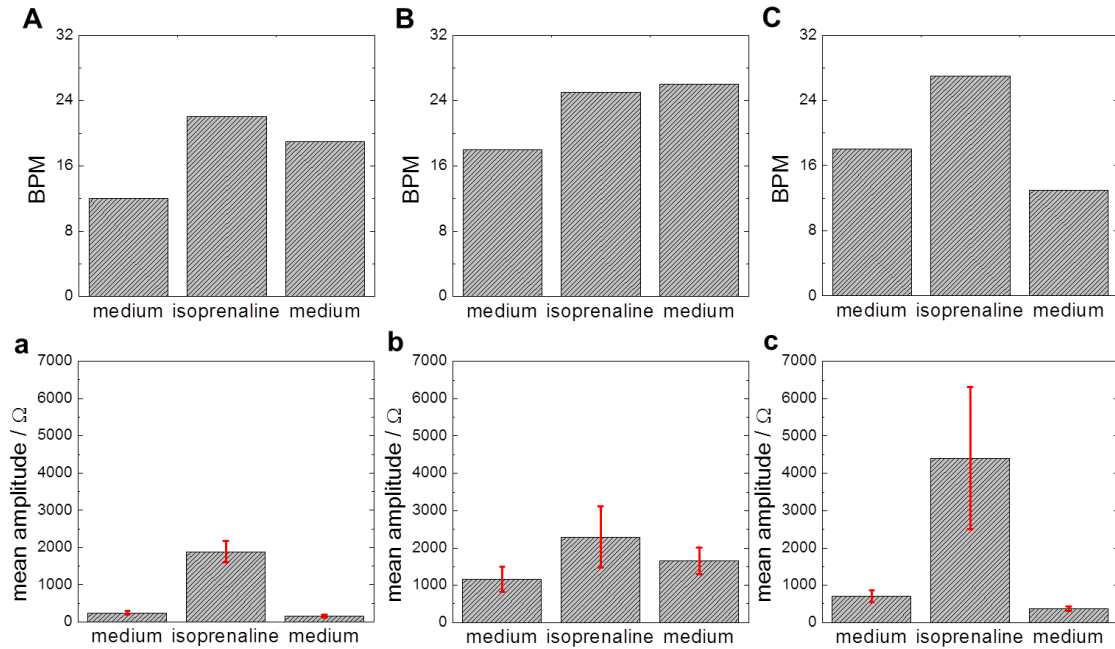 A
B
C
32
24
16
8
0
BPM
medium isoprenaline medium
32
24
16
8
0
BPM
medium isoprenaline medium
32
24
16
8
0
BPM
medium isoprenaline medium
a
b
c
7000
6000
5000
4000
3000
2000
1000
0
mean amplitude / Ω
medium isoprenaline medium
7000
6000
5000
4000
3000
2000
1000
0
mean amplitude / Ω
medium isoprenaline medium
7000
6000
5000
4000
3000
2000
1000
0
mean amplitude / Ω
medium isoprenaline medium